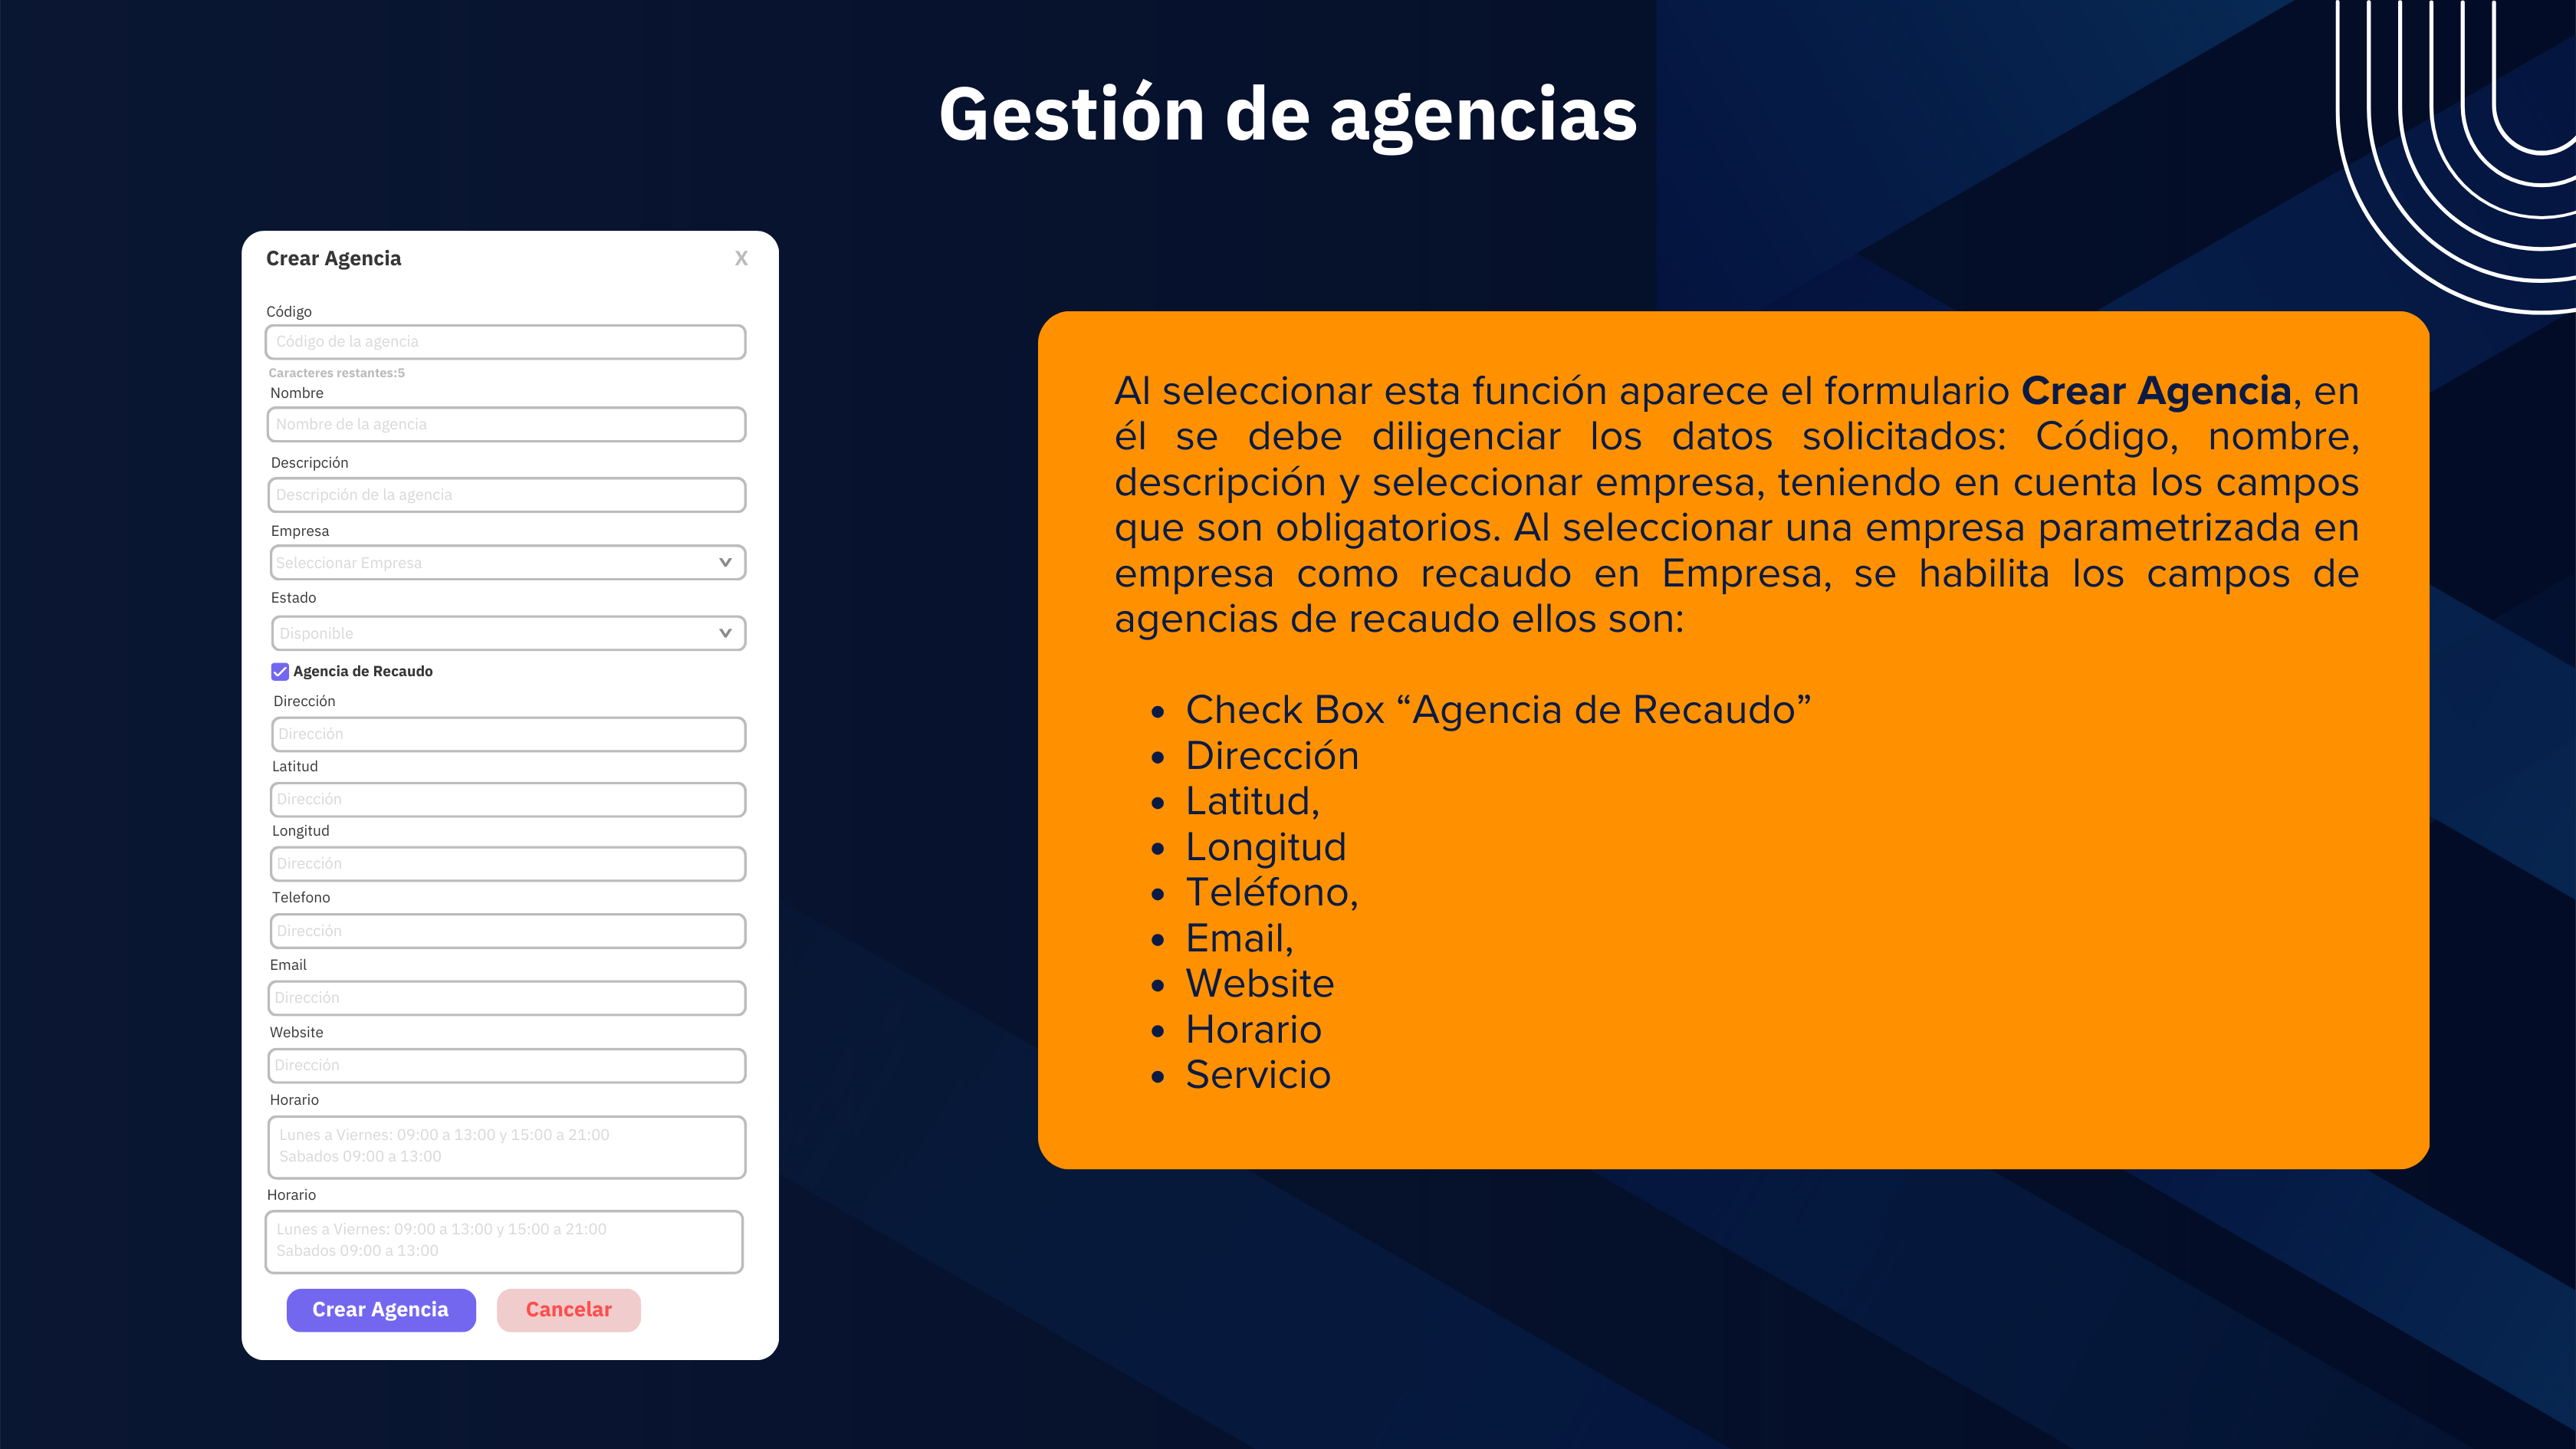 Gestión de agencias
Crear Agencia
X
Código
Código de la agencia
Caracteres restantes:5
Nombre
Nombre de la agencia
Descripción
Descripción de la agencia
Empresa
Seleccionar Empresa
Estado
Disponible
Agencia de Recaudo
Dirección
Dirección
Latitud
Dirección
Longitud
Dirección
Telefono
Dirección
Email
Dirección
Website
Dirección
Horario
Lunes a Viernes: 09:00 a 13:00 y 15:00 a 21:00
Sabados 09:00 a 13:00
Horario
Lunes a Viernes: 09:00 a 13:00 y 15:00 a 21:00
Sabados 09:00 a 13:00
Crear Agencia
Cancelar
Al seleccionar esta función aparece el formulario Crear Agencia, en
él se debe diligenciar los datos solicitados: Código, nombre,
descripción y seleccionar empresa, teniendo en cuenta los campos
que son obligatorios. Al seleccionar una empresa parametrizada en
empresa como recaudo en Empresa, se habilita los campos de
agencias de recaudo ellos son:
• Check Box “Agencia de Recaudo”
• Dirección
• Latitud,
• Longitud
• Teléfono,
• Email,
• Website
• Horario
• Servicio